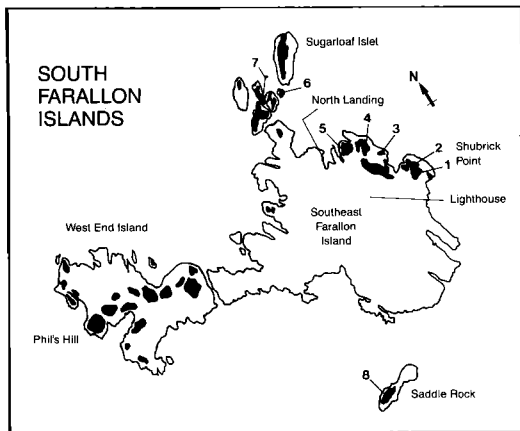 SOUTH
FARALLON
ISLANDS
Sugarloaf Islet
7
6
N
North Landing
5
4
3
2
Shubrick
Point
1
Lighthouse
Southeast
Farallon
Island
West End Island
Phil's Hill
8
Saddle Rock